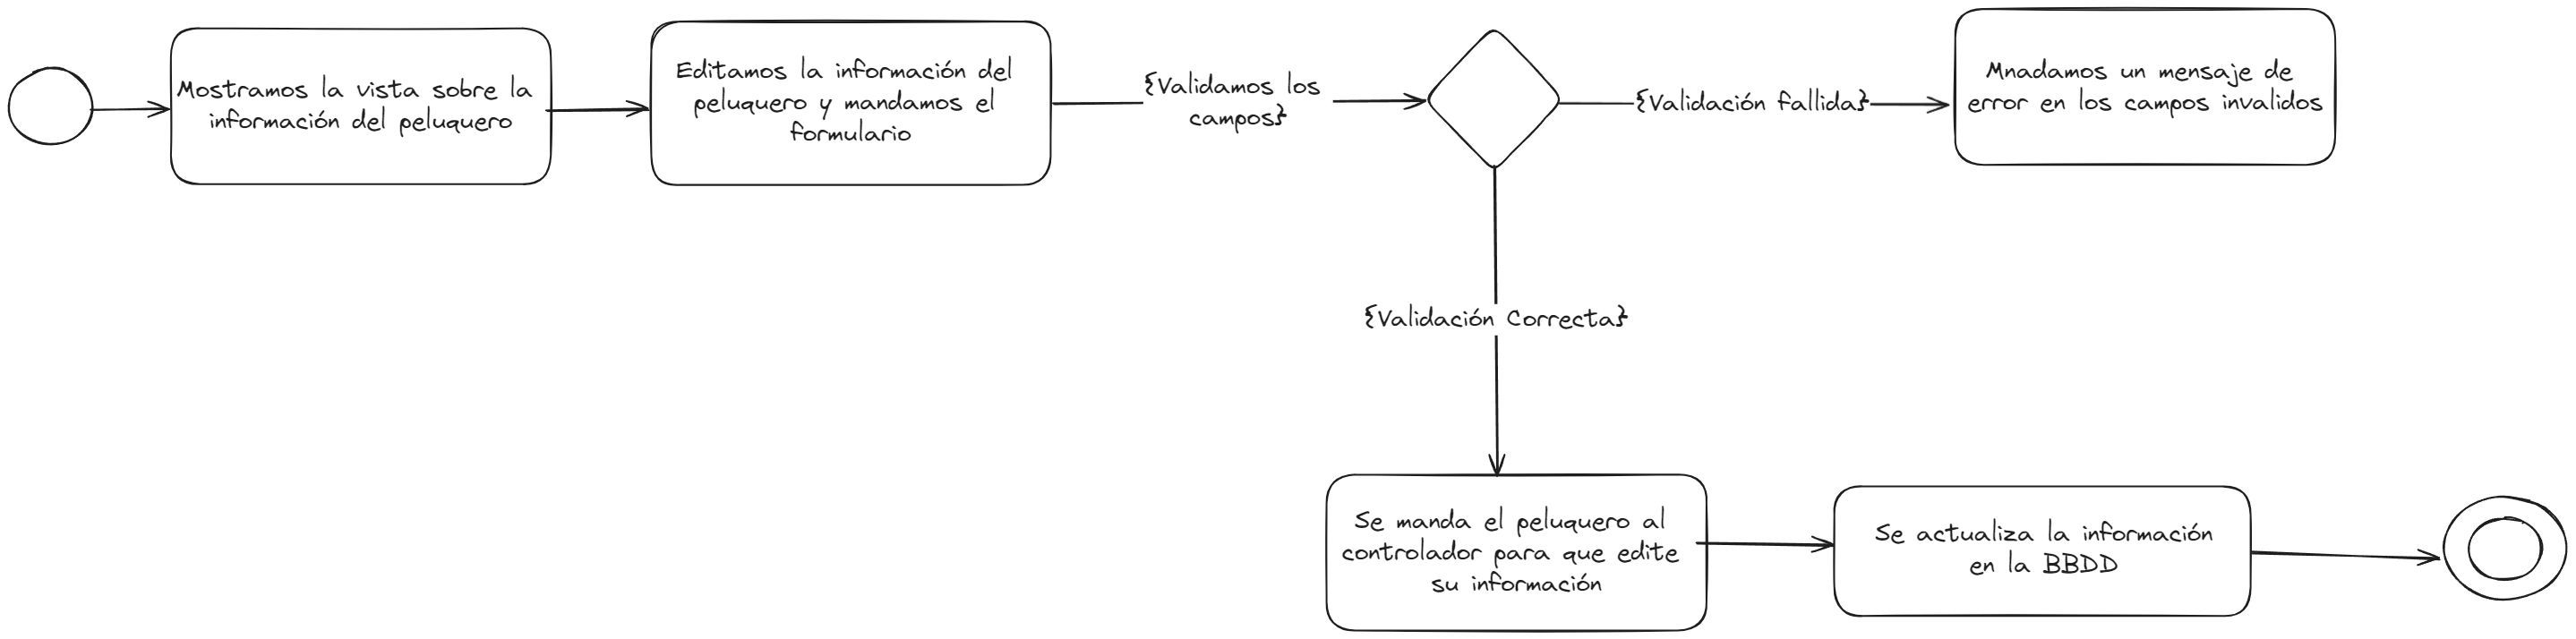 Mostramos la vista sobre la
información del peluquero
Editamos la información del
peluquero y mandamos el
formulario
{Validamos los
campos}
{Validación fallida}
Mnadamos un mensaje de
error en los campos invalidos
{Validación Correcta}
Se manda el peluquero al
controlador para que edite
su información
Se actualiza la información
en la BBDD